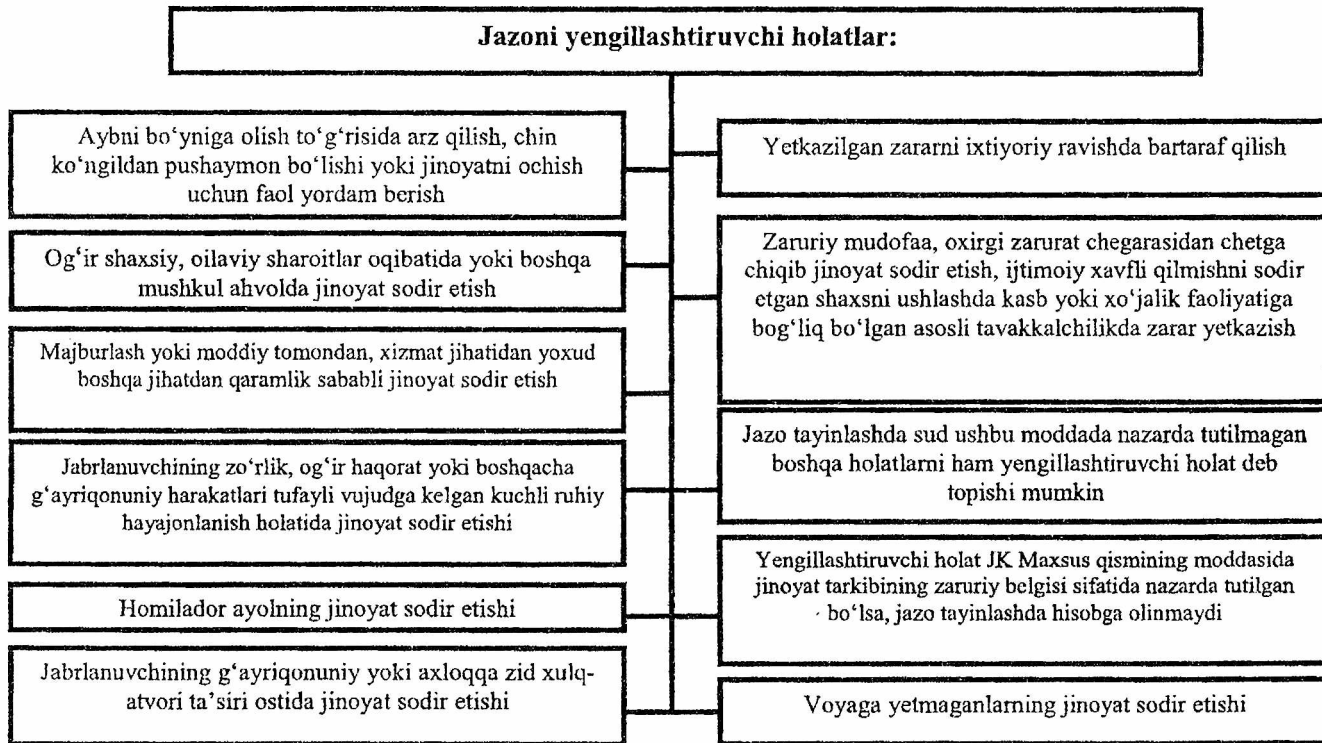 Jazoni yengillashtiruvchi holatlar:
Aybni bo‘yniga olish to‘g‘risida arz qilish, chin
ko‘ngildan pushaymon bo‘lishi yoki jinoyatni ochish
uchun faol yordam berish
Og‘ir shaxsiy, oilaviy sharoitlar oqibatida yoki boshqa
mushkul ahvolda jinoyat sodir etish
Majburlash yoki moddiy tomondan, xizmat jihatidan yoxud
boshqa jihatdan qaramlik sababli jinoyat sodir etish
Jabrlanuvchining zo‘rlik, og‘ir haqorat yoki boshqacha
g‘ayriqonuniy harakatlari tufayli vujudga kelgan kuchli ruhiy
hayajonlanish holatida jinoyat sodir etishi
Homilador ayolning jinoyat sodir etishi
Jabrlanuvchining g‘ayriqonuniy yoki axloqqa zid xulq-
atvori ta’siri ostida jinoyat sodir etishi
Yetkazilgan zararni ixtiyoriy ravishda bartaraf qilish
Zaruriy mudofaa, oxirgi zarurat chegarasidan chetga
chiqib jinoyat sodir etish, ijtimoiy xavfli qilmishni sodir
etgan shaxsni ushlashda kasb yoki xo‘jalik faoliyatiga
bog‘liq bo‘lgan asosli tavakkalchilikda zarar yetkazish
Jazo tayinlashda sud ushbu moddada nazarda tutilmagan
boshqa holatlarni ham yengillashtiruvchi holat deb
topishi mumkin
Yengillashtiruvchi holat JK Maxsus qismining moddasida
jinoyat tarkibining zaruriy belgisi sifatida nazarda tutilgan
bo‘lsa, jazo tayinlashda hisobga olinmaydi
Voyaga yetmaganlarning jinoyat sodir etishi